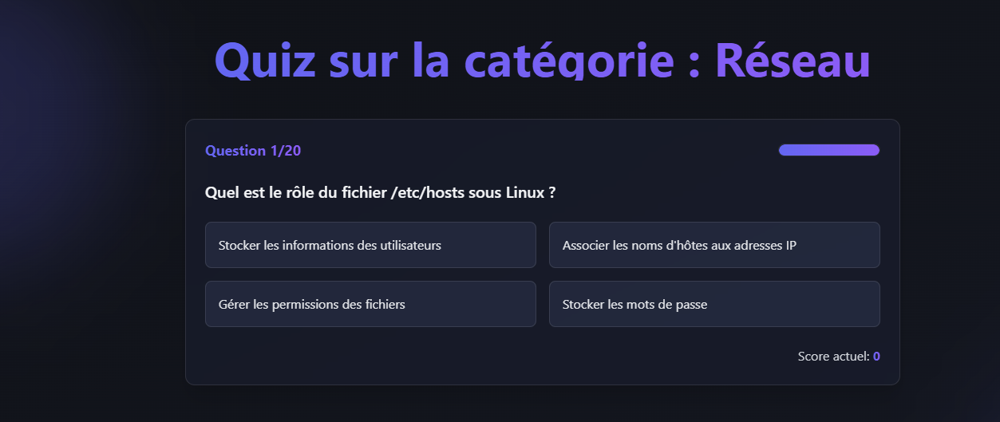 Quiz sur la catégorie : Réseau
Question 1/20
Quel est le rôle du fichier /etc/hosts sous Linux ?
Stocker les informations des utilisateurs
Associer les noms d'hôtes aux adresses IP
Gérer les permissions des fichiers
Stocker les mots de passe
Score actuel: 0